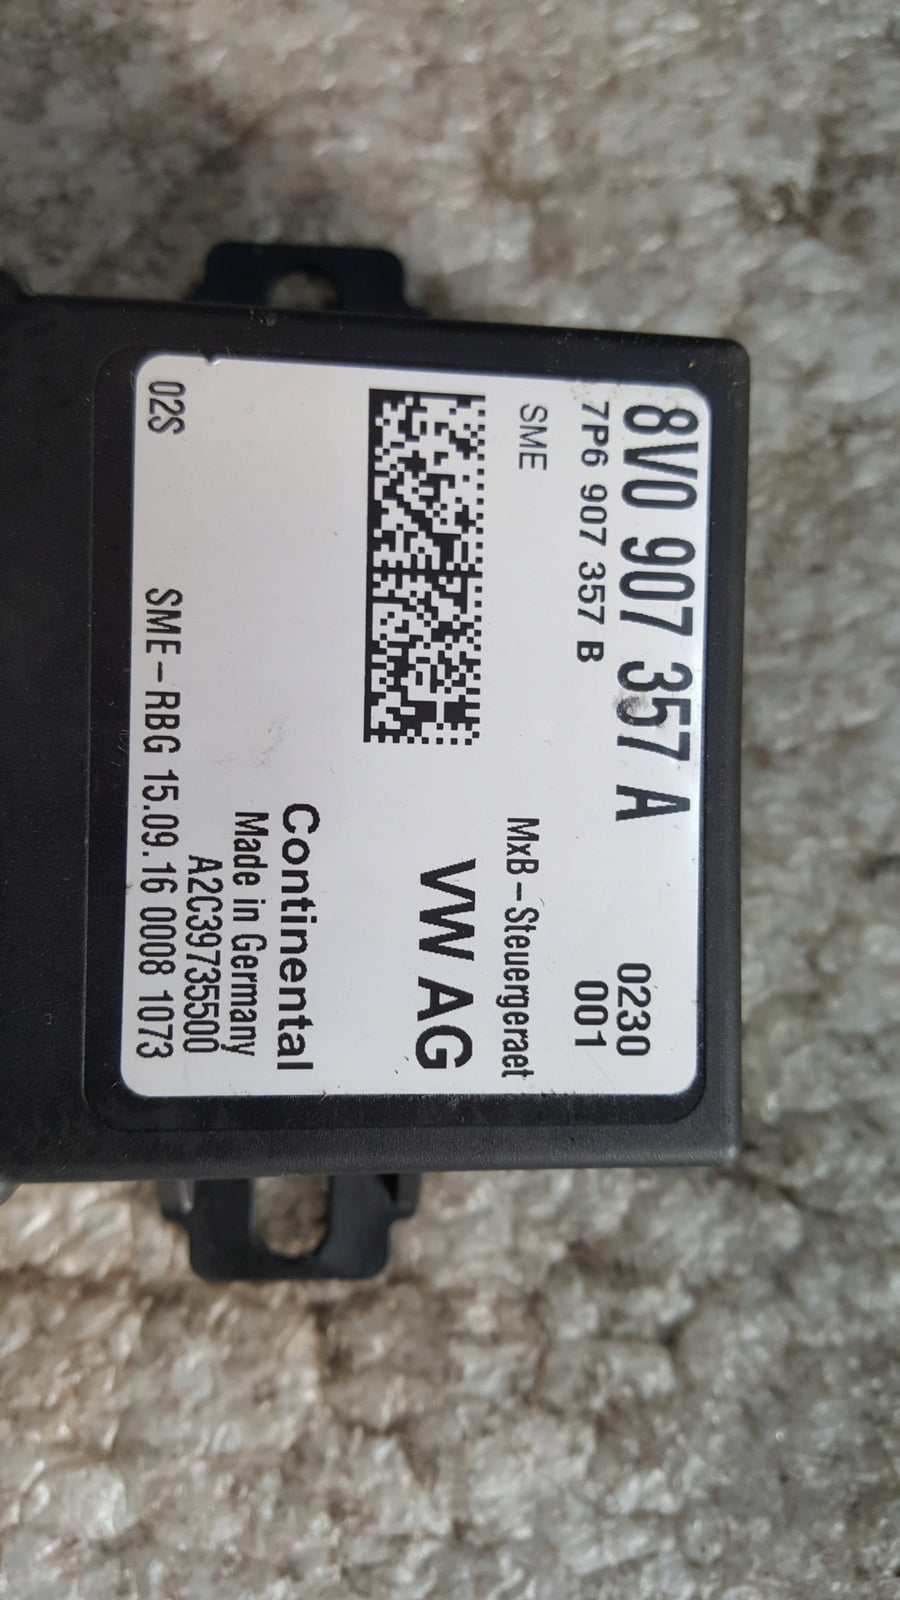 8V0 907 357 A 0230
7P6 907 357 B 001
SME MxB-Steuergeraet
VW AG
Continental
Made in Germany
A2C39735500
02S SME-RBG 15.09.16 0008 1073